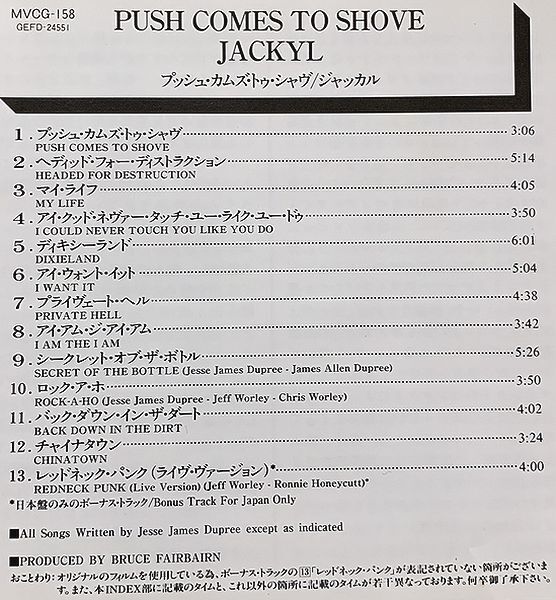 MVCG-158
GEFD-24551
PUSH COMES TO SHOVE
JACKYL
プッシュ・カムズ・トゥ・シャヴ/ジャッカル
1. プッシュ・カムズ・トゥ・シャヴ 3:06
PUSH COMES TO SHOVE
2. ヘディッド・フォー・ディストラクション 5:14
HEADED FOR DESTRUCTION
3. マイ・ライフ 4:05
MY LIFE
4. アイ・クッド・ネヴァー・タッチ・ユー・ライク・ユー・ドゥ 3:50
I COULD NEVER TOUCH YOU LIKE YOU DO
5. ディキシーランド 6:01
DIXIELAND
6. アイ・ウォント・イット 5:04
I WANT IT
7. プライヴェート・ヘル 4:38
PRIVATE HELL
8. アイ・アム・ジ・アイ・アム 3:42
I AM THE I AM
9. シークレット・オブ・ザ・ボトル 5:26
SECRET OF THE BOTTLE (Jesse James Dupree - James Allen Dupree)
10. ロック・ア・ホ 3:50
ROCK-A-HO (Jesse James Dupree - Jeff Worley - Chris Worley)
11. バック・ダウン・イン・ザ・ダート 4:02
BACK DOWN IN THE DIRT
12. チャイナタウン 3:24
CHINATOWN
13. レッドネック・パンク(ライヴ・ヴァージョン)* 4:00
REDNECK PUNK (Live Version) (Jeff Worley - Ronnie Honeycutt)*
*日本盤のみのボーナス・トラック/Bonus Track For Japan Only
■All Songs Written by Jesse James Dupree except as indicated
■PRODUCED BY BRUCE FAIRBAIRN
おことわり:オリジナルのフィルムを使用している為、ボーナス・トラックの13「レッドネック・パンク」が表記されていない箇所がございま
す。また、本INDEX部に記載のタイムと、これ以外の箇所に記載のタイムが若干異なっております。何卒御了承下さい。